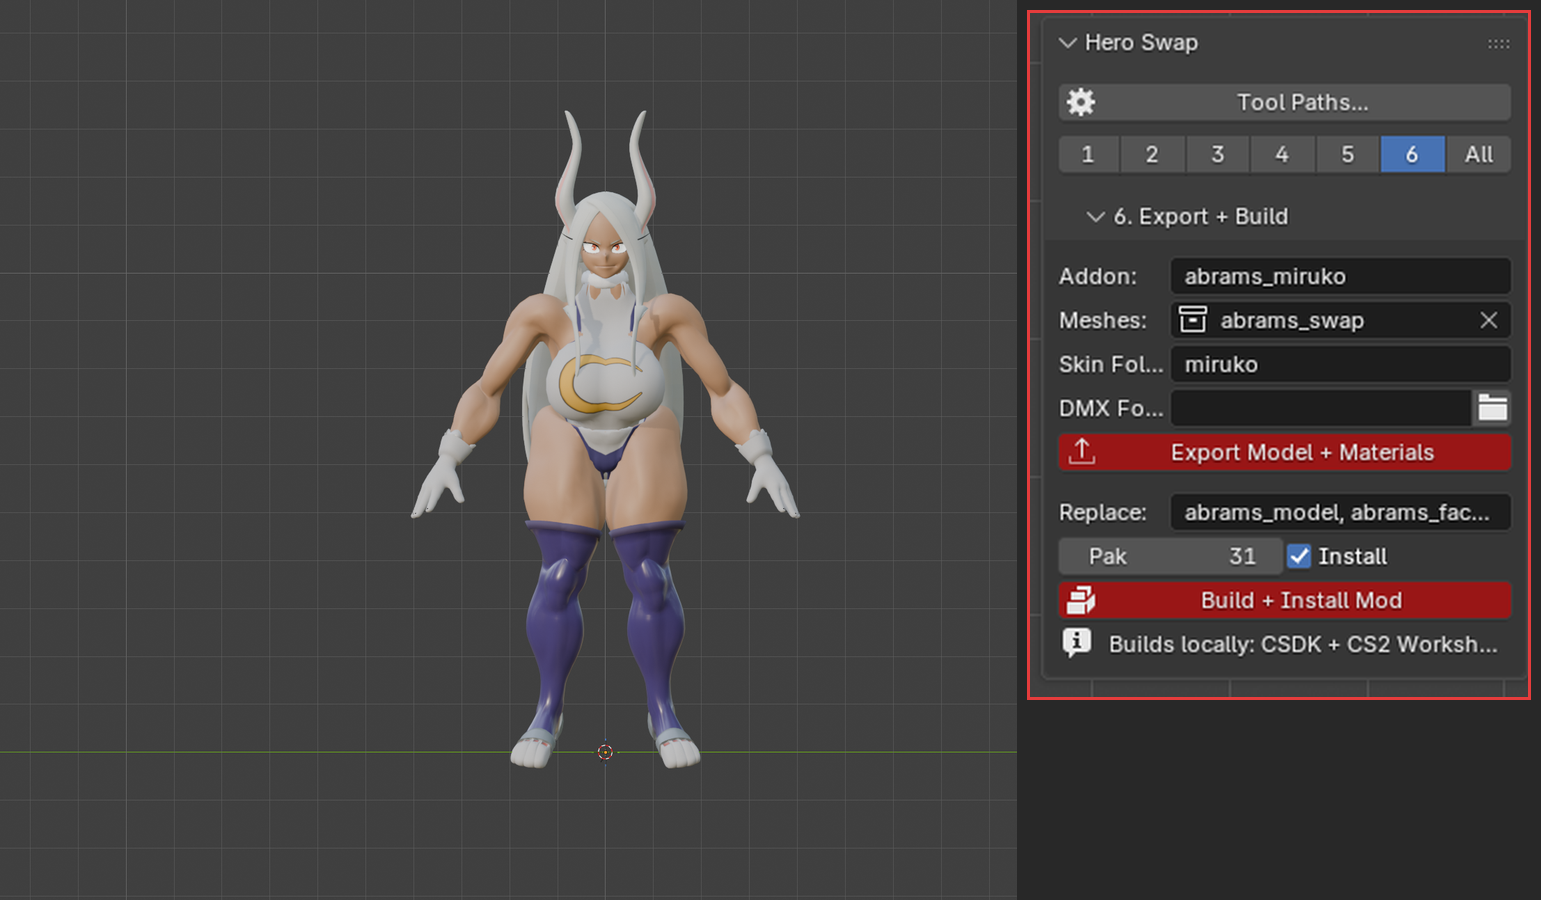 Hero Swap
Tool Paths...
1 2 3 4 5 6 All
6. Export + Build
Addon: abrams_miruko
Meshes: abrams_swap
Skin Fol... miruko
DMX Fo...
Export Model + Materials
Replace: abrams_model, abrams_fac...
Pak 31 Install
Build + Install Mod
Builds locally: CSDK + CS2 Worksh...